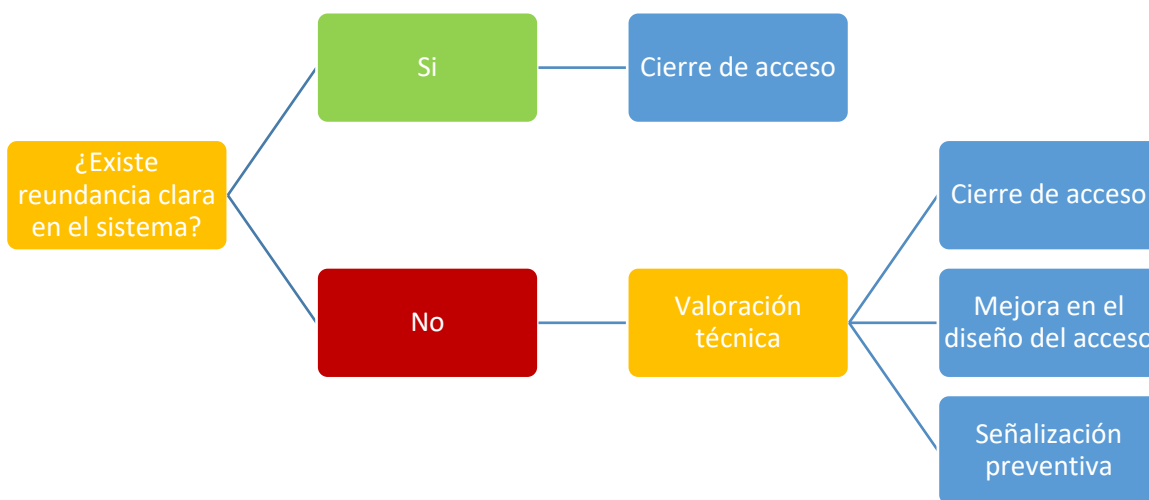 Si
Cierre de acceso
¿Existe
reundancia clara
en el sistema?
Cierre de acceso
No
Valoración
técnica
Mejora en el
diseño del acceso
Señalización
preventiva